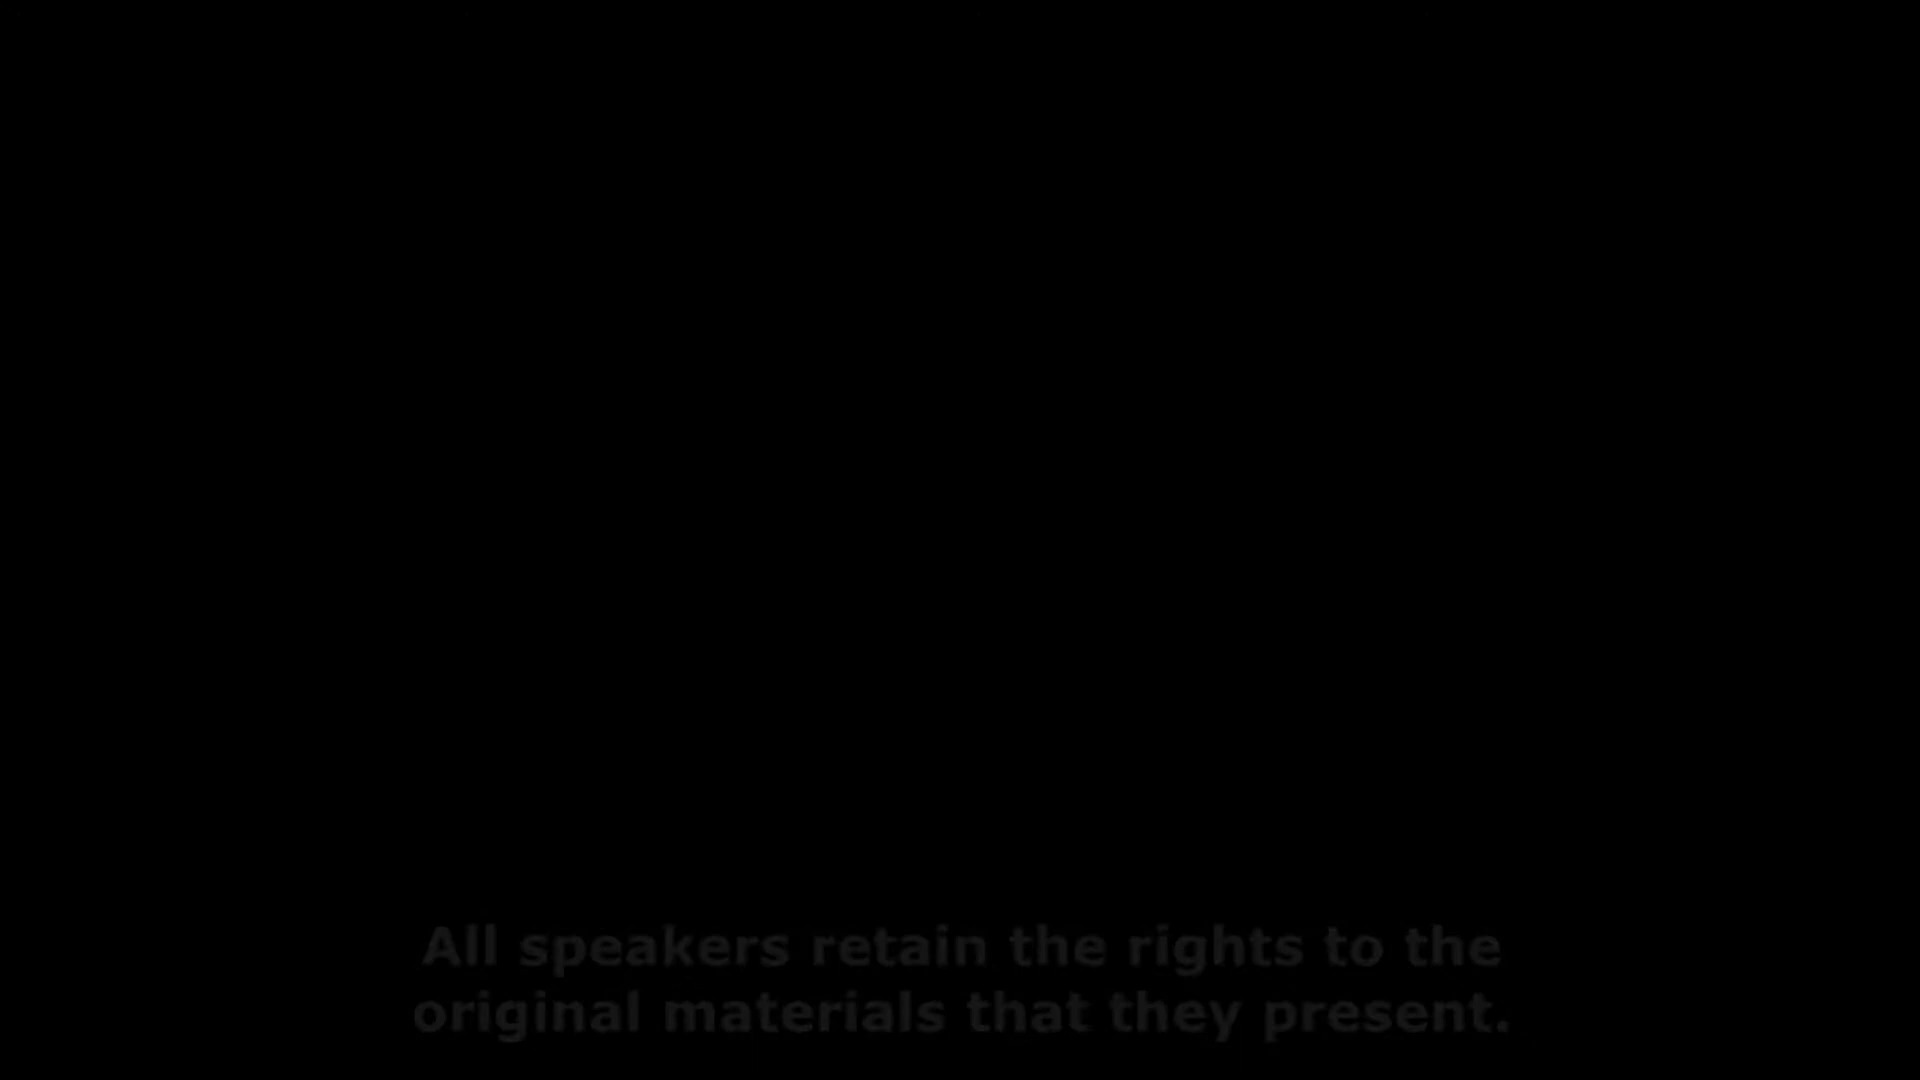 All speakers retain the rights to the
original materials that they present.